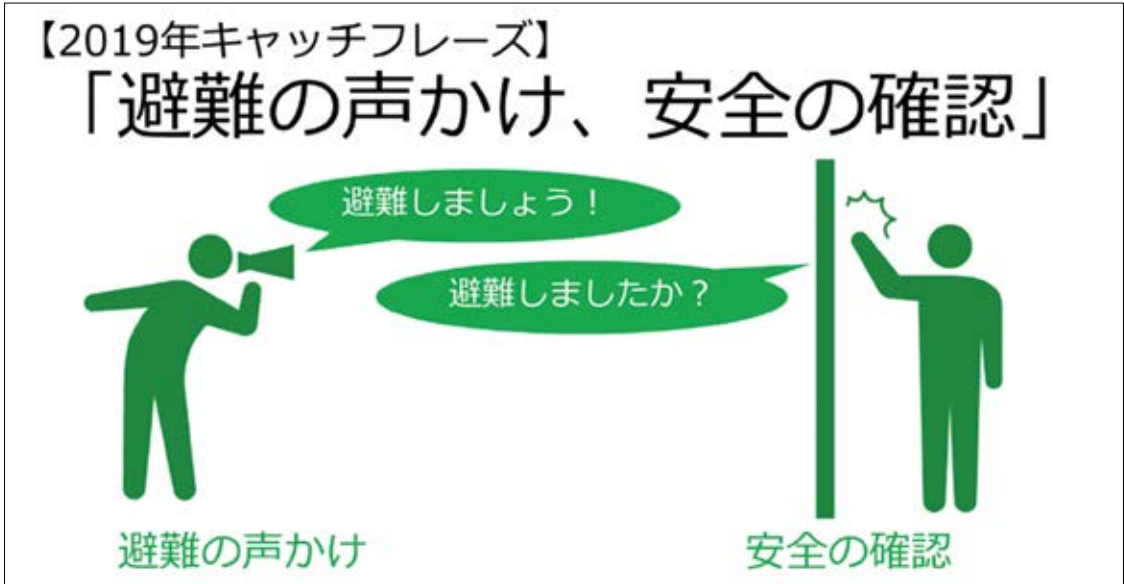 【2019年キャッチフレーズ】
「避難の声かけ、安全の確認」
避難しましょう！
避難しましたか？
避難の声かけ
安全の確認